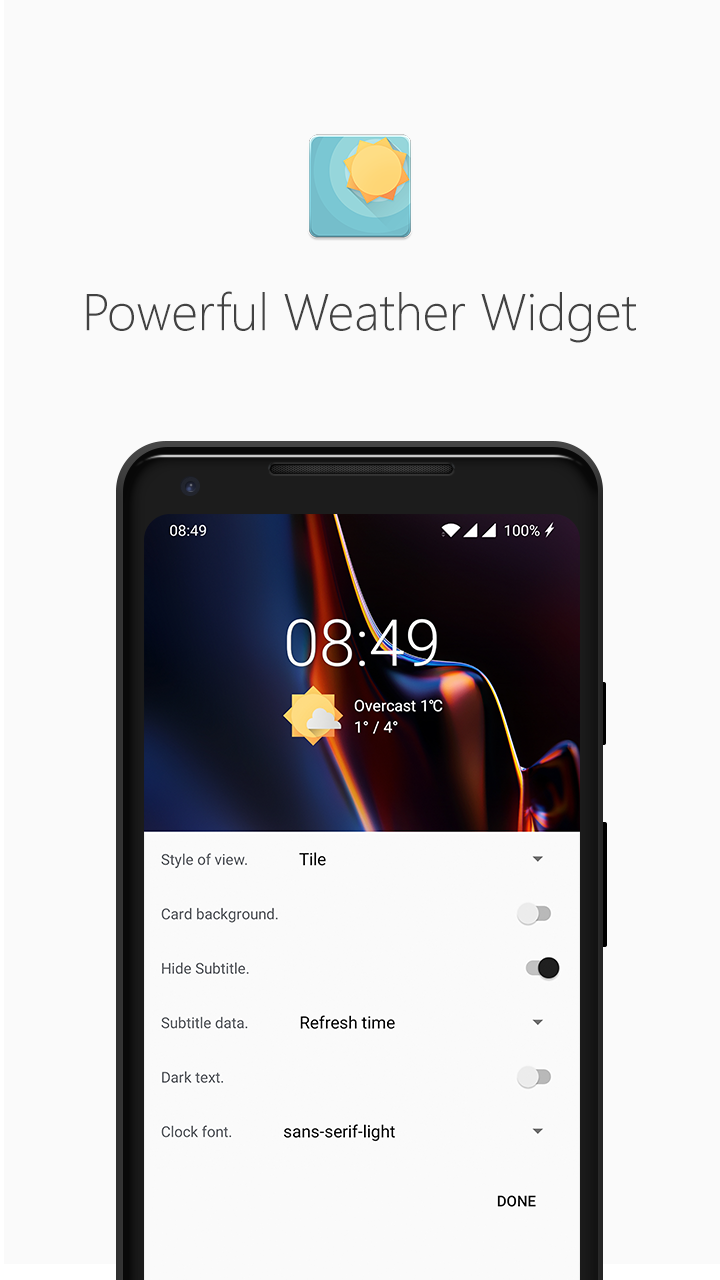 Powerful Weather Widget
08:49 100%
08:49
Overcast 1℃
1° / 4°
Style of view. Tile
Card background.
Hide Subtitle.
Subtitle data. Refresh time
Dark text.
Clock font. sans-serif-light
DONE